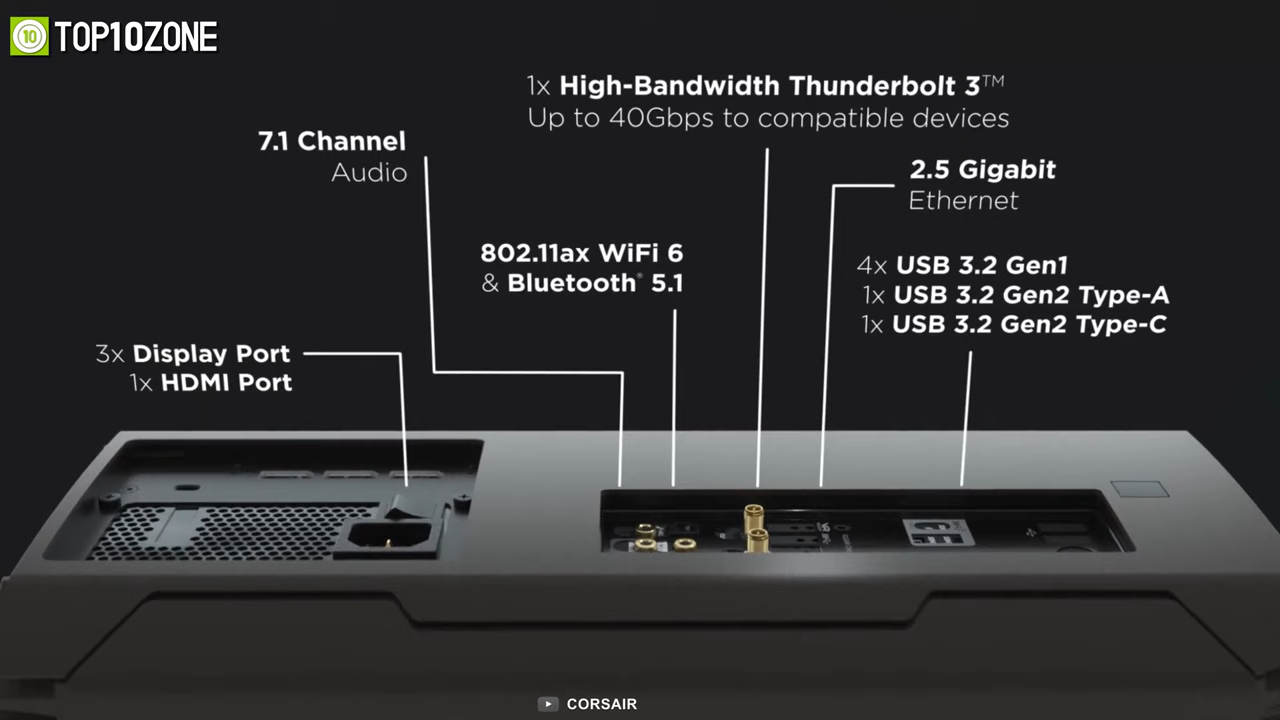 10 TOP10ZONE
1x High-Bandwidth Thunderbolt 3™
Up to 40Gbps to compatible devices
7.1 Channel
Audio
2.5 Gigabit
Ethernet
802.11ax WiFi 6
& Bluetooth® 5.1
4x USB 3.2 Gen1
1x USB 3.2 Gen2 Type-A
1x USB 3.2 Gen2 Type-C
3x Display Port
1x HDMI Port
CORSAIR